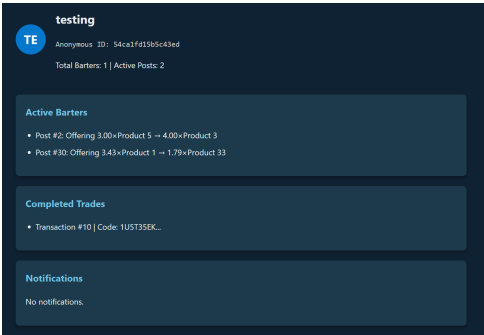 TE
testing
Anonymous ID: 54ca1fd15b5c43ed
Total Barters: 1 | Active Posts: 2
Active Barters
• Post #2: Offering 3.00×Product 5 → 4.00×Product 3
• Post #30: Offering 3.43×Product 1 → 1.79×Product 33
Completed Trades
• Transaction #10 | Code: 1U5T35EK...
Notifications
No notifications.